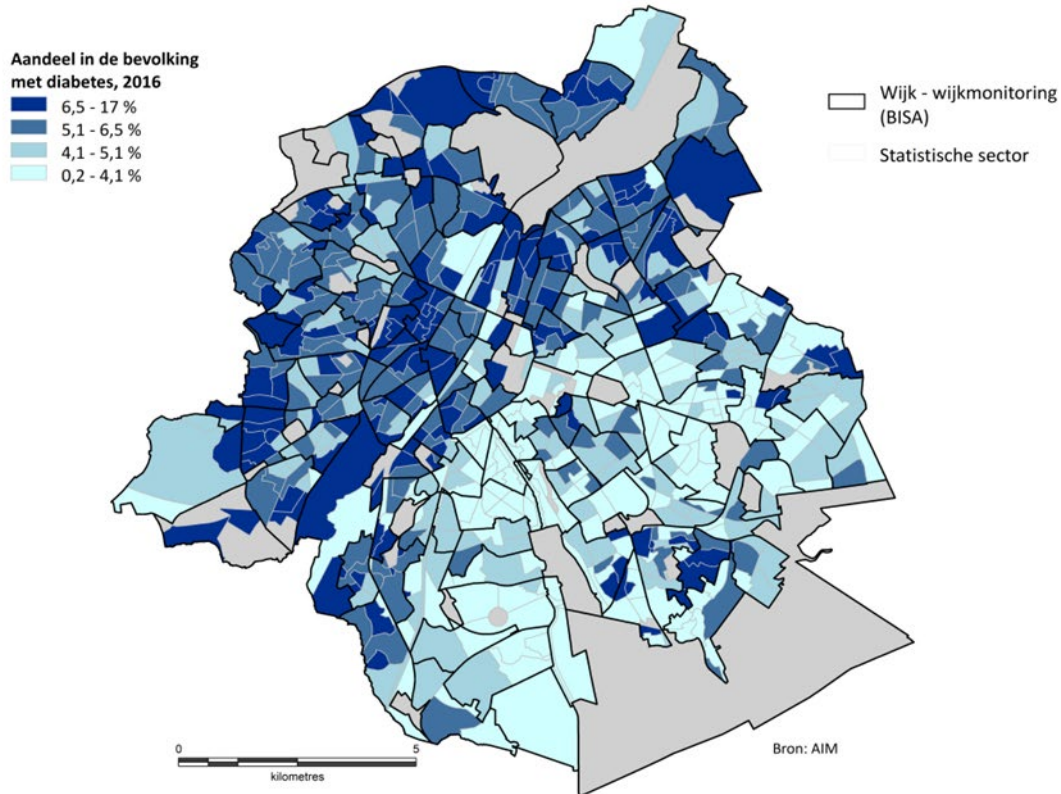 Aandeel in de bevolking
met diabetes, 2016
6,5 - 17 %
5,1 - 6,5 %
4,1 - 5,1 %
0,2 - 4,1 %
Wijk - wijkmonitoring
(BISA)
Statistische sector
Bron: AIM
0 5
kilometres